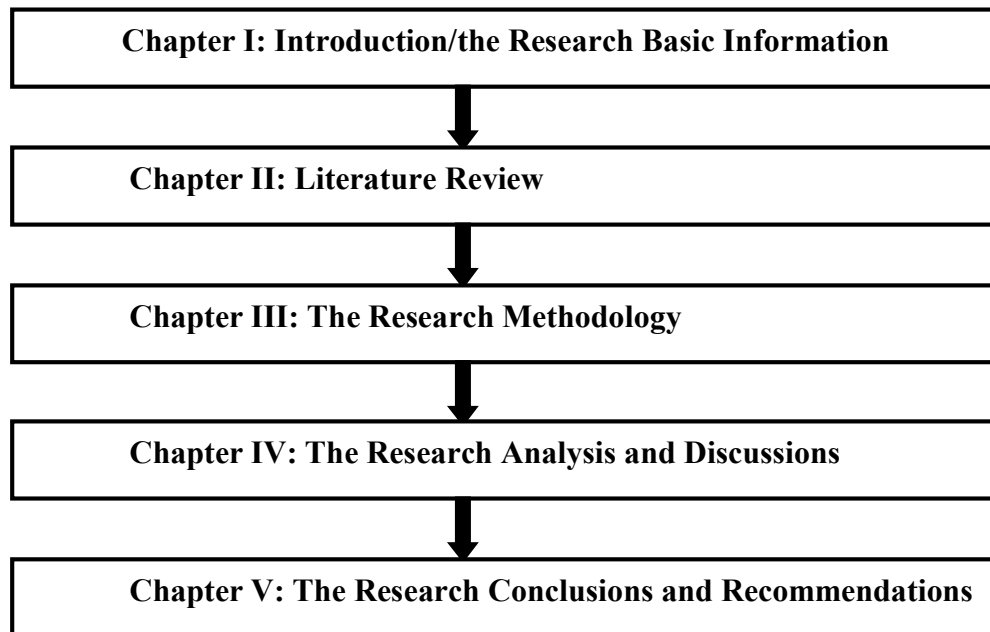 Chapter I: Introduction/the Research Basic Information
Chapter II: Literature Review
Chapter III: The Research Methodology
Chapter IV: The Research Analysis and Discussions
Chapter V: The Research Conclusions and Recommendations